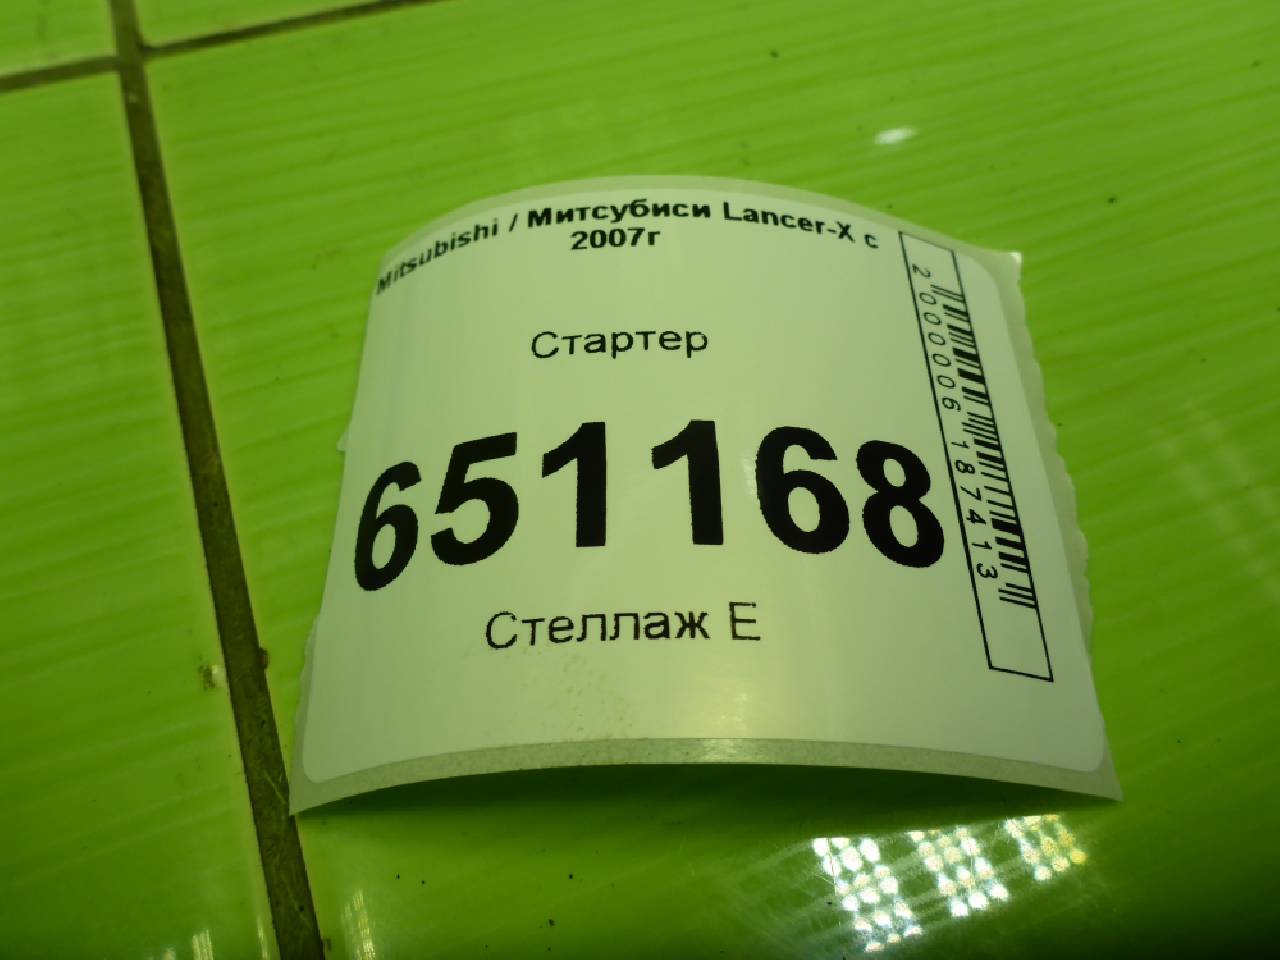 Mitsubishi / Митсубиси Lancer-X с
2007г
Стартер
651168
Стеллаж Е
2000006187413